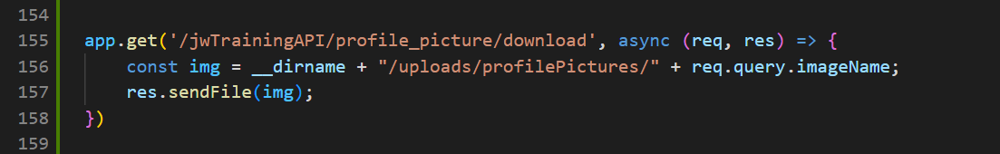 154
155 app.get('/jwTrainingAPI/profile_picture/download', async (req, res) => {
156     const img = __dirname + "/uploads/profilePictures/" + req.query.imageName;
157     res.sendFile(img);
158 })
159